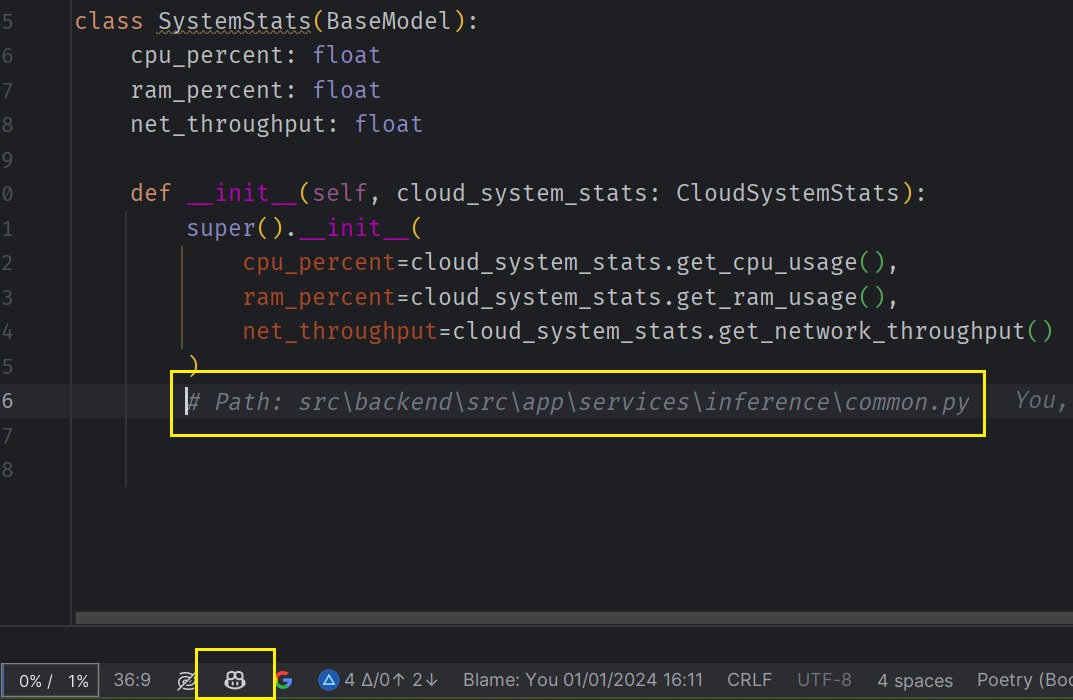 5 class SystemStats(BaseModel):
6 cpu_percent: float
7 ram_percent: float
8 net_throughput: float
9
0 def __init__(self, cloud_system_stats: CloudSystemStats):
1 super().__init__(
2 cpu_percent=cloud_system_stats.get_cpu_usage(),
3 ram_percent=cloud_system_stats.get_ram_usage(),
4 net_throughput=cloud_system_stats.get_network_throughput()
5 )
6 # Path: src\backend\src\app\services\inference\common.py You,
7
8
0% / 1% 36:9 G 4 Δ/0↑ 2↓ Blame: You 01/01/2024 16:11 CRLF UTF-8 4 spaces Poetry (Boo